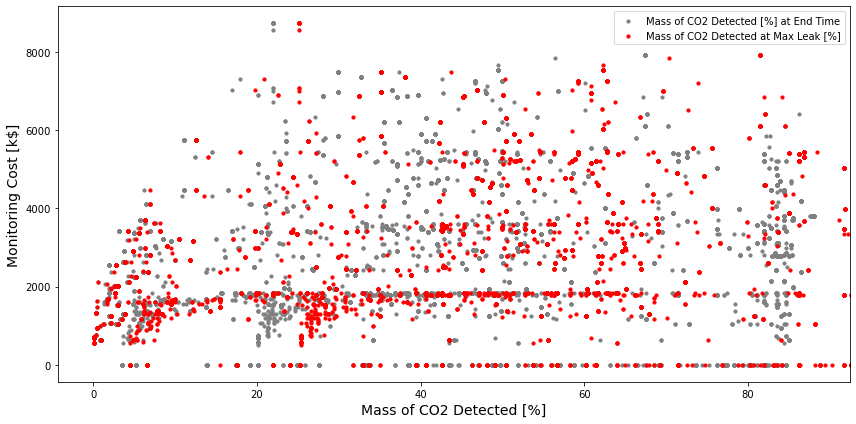 Mass of CO2 Detected [%] at End Time
Mass of CO2 Detected at Max Leak [%]
8000
6000
4000
2000
0
Monitoring Cost [k$]
0 20 40 60 80
Mass of CO2 Detected [%]